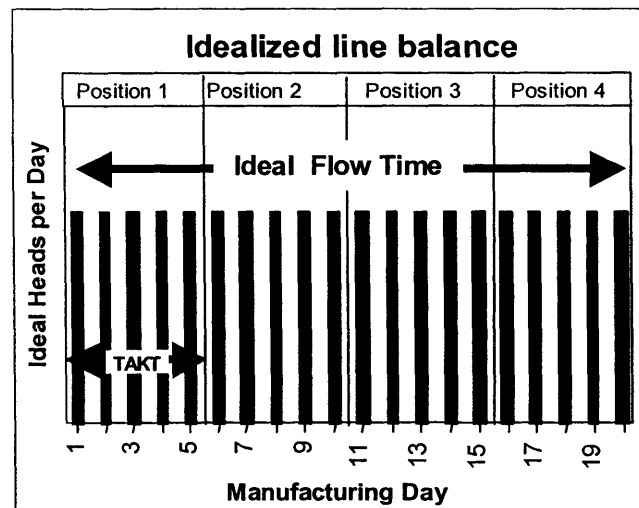 Idealized line balance
Position 1 Position 2 Position 3 Position 4
Ideal Flow Time
Ideal Heads per Day
TAKT
1 3 5 7 9 11 13 15 17 19
Manufacturing Day